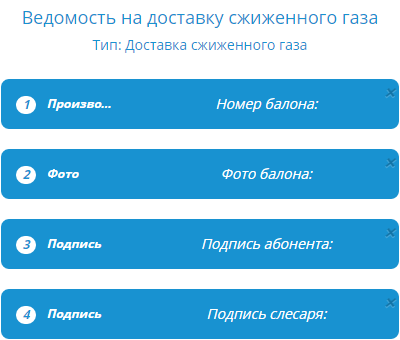 Ведомость на доставку сжиженного газа
Тип: Доставка сжиженного газа
1 Произво... Номер балона:
2 Фото Фото балона:
3 Подпись Подпись абонента:
4 Подпись Подпись слесаря: